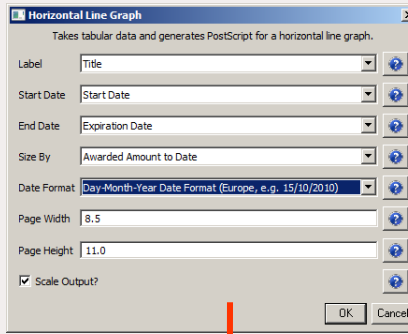 Horizontal Line Graph
Takes tabular data and generates PostScript for a horizontal line graph.
Label Title
Start Date Start Date
End Date Expiration Date
Size By Awarded Amount to Date
Date Format Day-Month-Year Date Format (Europe, e.g. 15/10/2010)
Page Width 8.5
Page Height 11.0
Scale Output?
OK Cancel